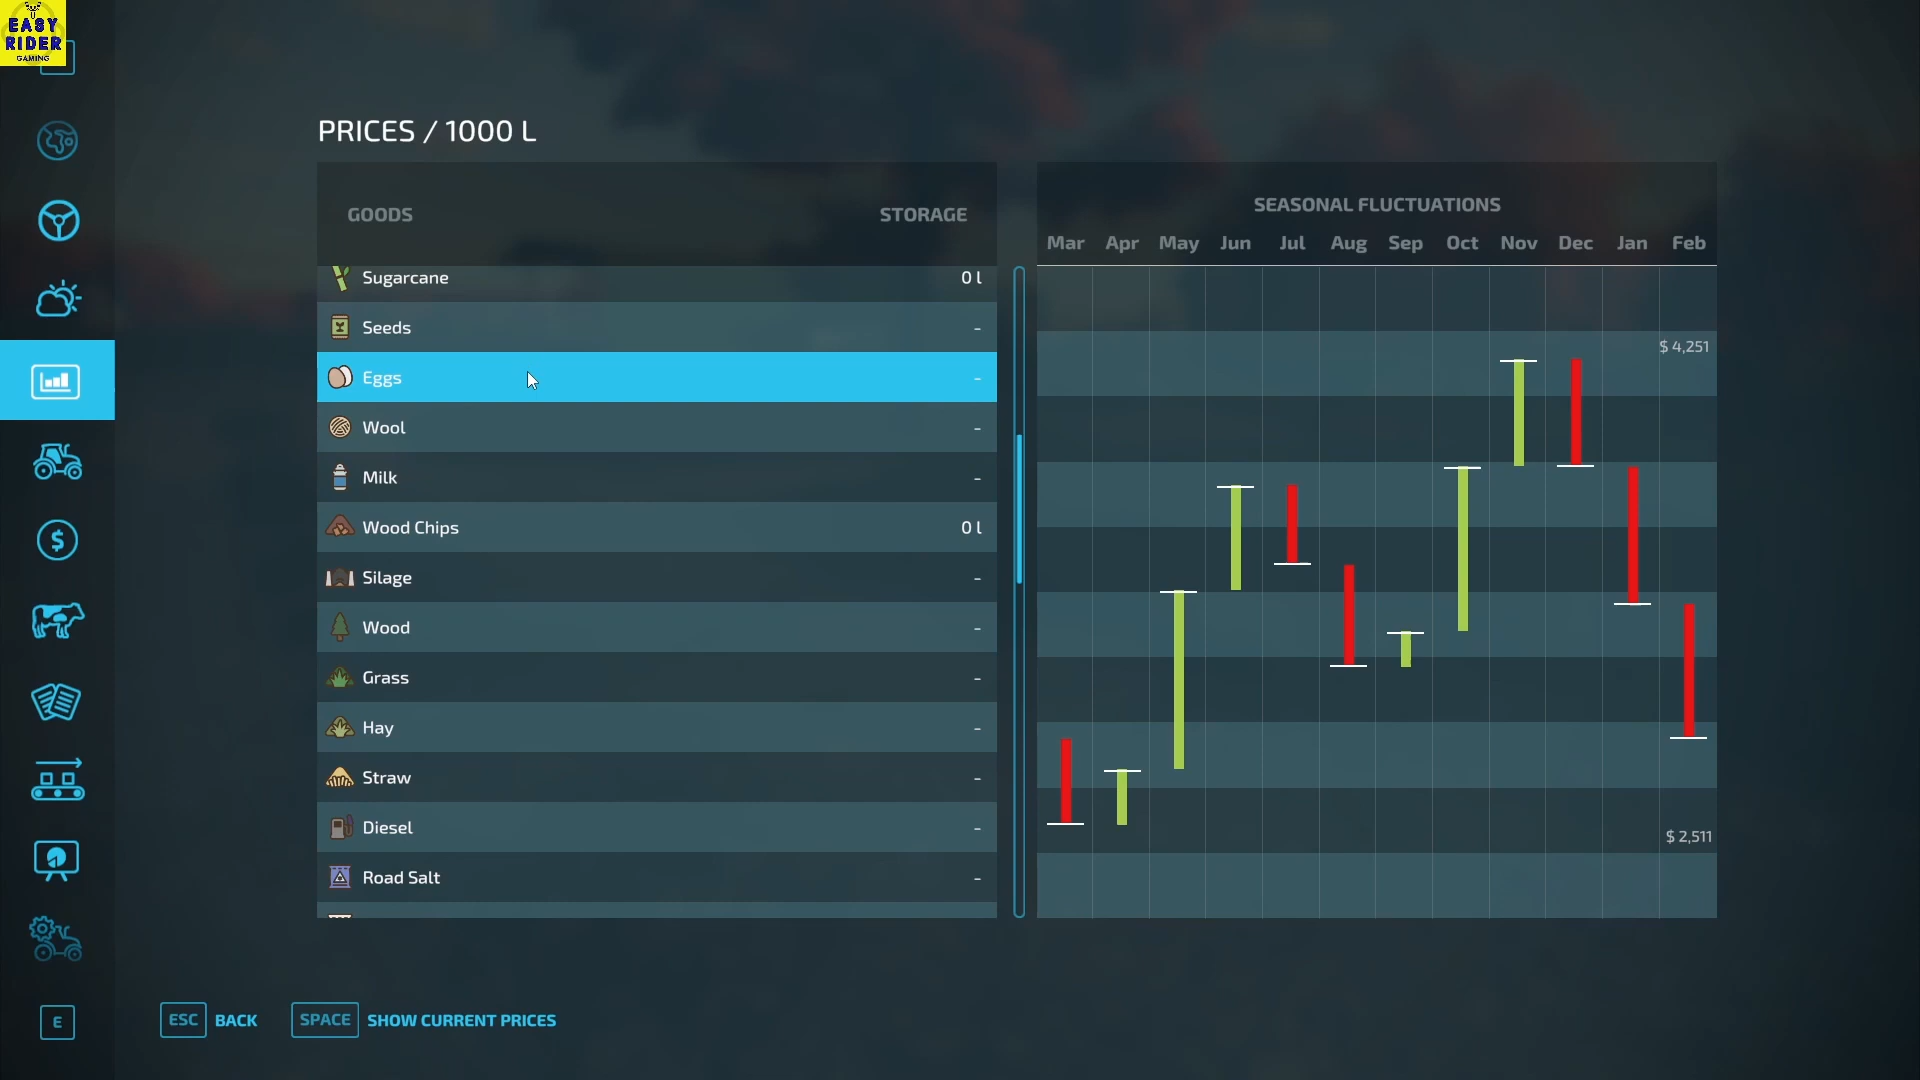 EASY
RIDER
GAMING
PRICES / 1000 L
GOODS STORAGE
Sugarcane 0 l
Seeds -
Eggs -
Wool -
Milk -
Wood Chips 0 l
Silage -
Wood -
Grass -
Hay -
Straw -
Diesel -
Road Salt -
SEASONAL FLUCTUATIONS
Mar Apr May Jun Jul Aug Sep Oct Nov Dec Jan Feb
$ 4,251
$ 2,511
E
ESC BACK SPACE SHOW CURRENT PRICES